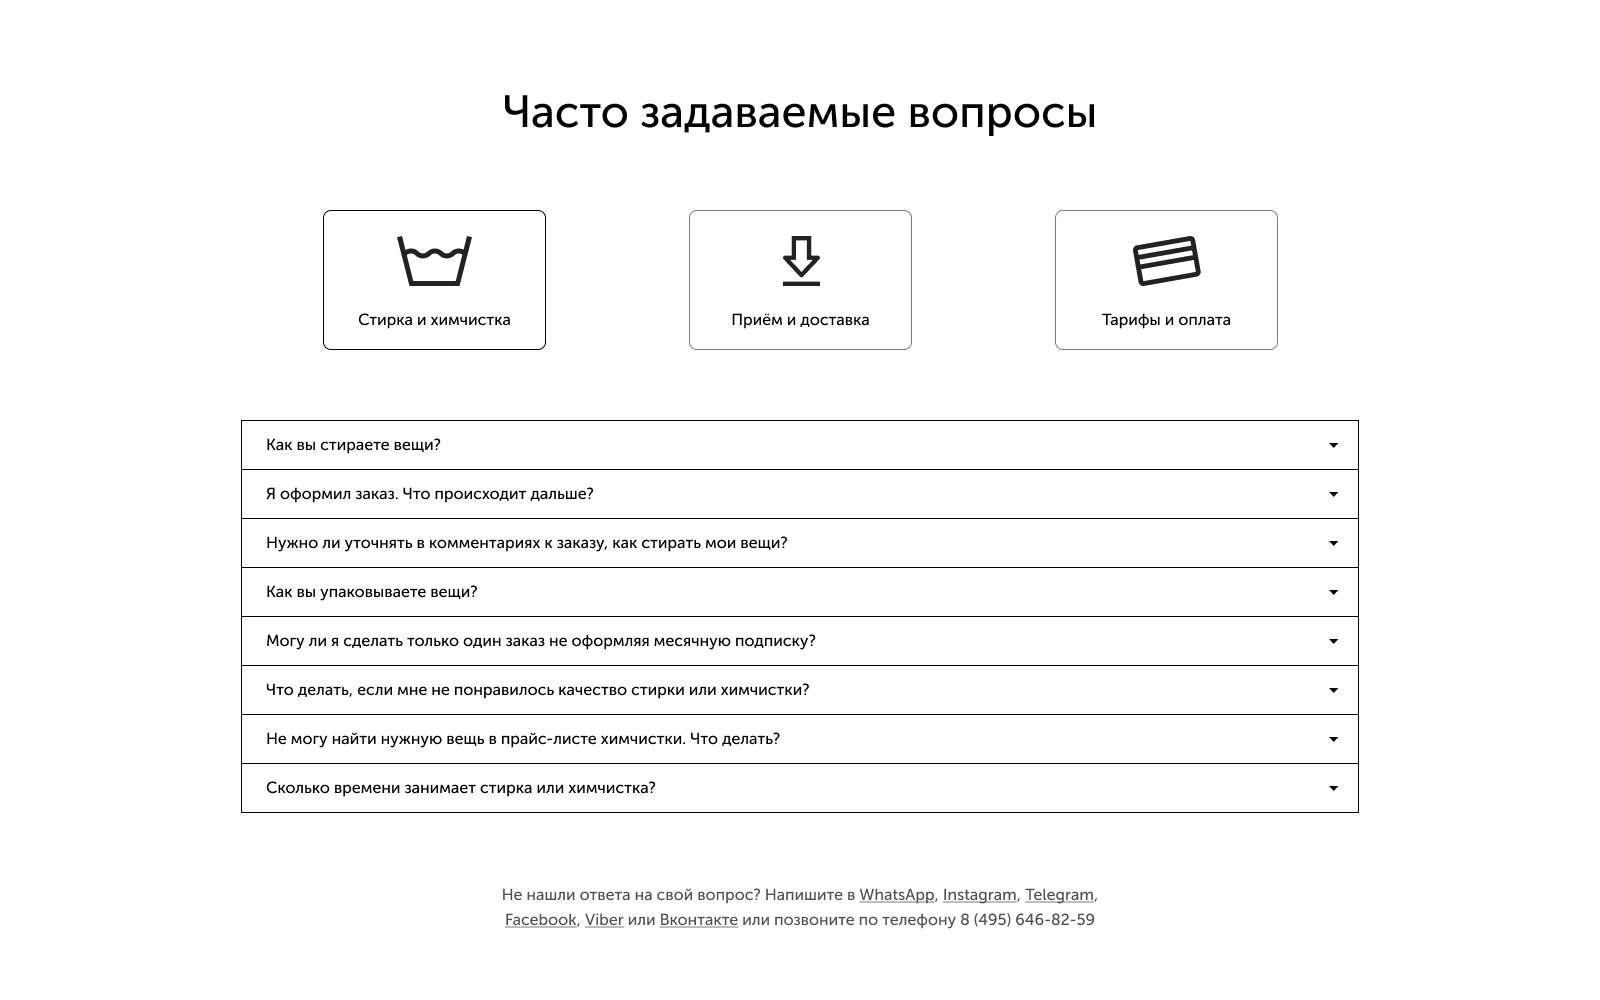 Часто задаваемые вопросы
Стирка и химчистка
Приём и доставка
Тарифы и оплата
Как вы стираете вещи?
Я оформил заказ. Что происходит дальше?
Нужно ли уточнять в комментариях к заказу, как стирать мои вещи?
Как вы упаковываете вещи?
Могу ли я сделать только один заказ не оформляя месячную подписку?
Что делать, если мне не понравилось качество стирки или химчистки?
Не могу найти нужную вещь в прайс-листе химчистки. Что делать?
Сколько времени занимает стирка или химчистка?
Не нашли ответа на свой вопрос? Напишите в WhatsApp, Instagram, Telegram,
Facebook, Viber или Вконтакте или позвоните по телефону 8 (495) 646-82-59